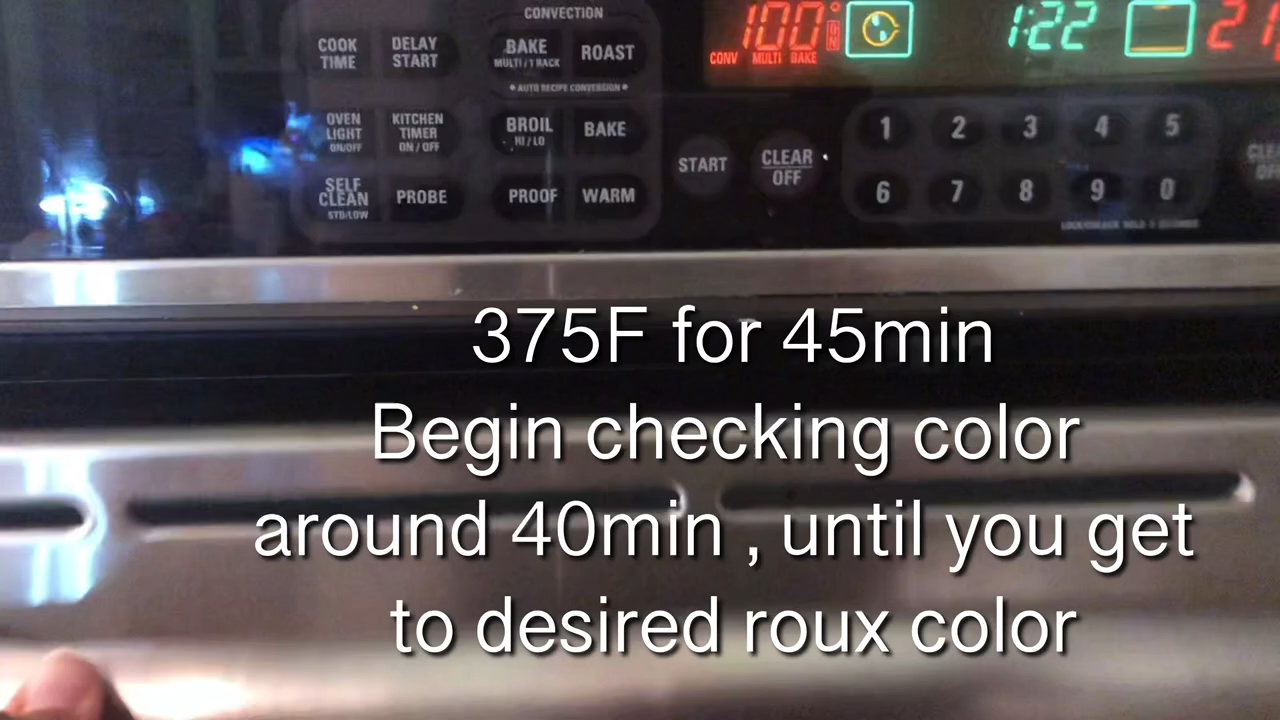 CONVECTION
COOK TIME
DELAY START
BAKE
MULTI / 1 RACK
ROAST
• AUTO RECIPE CONVERSION •
OVEN LIGHT ON/OFF
KITCHEN TIMER ON / OFF
BROIL
HI / LO
BAKE
SELF CLEAN STD/LOW
PROBE
PROOF
WARM
100°
CONV MULTI BAKE
1:22
21
START
CLEAR
OFF
1 2 3 4 5
6 7 8 9 0
375F for 45min
Begin checking color
around 40min , until you get
to desired roux color